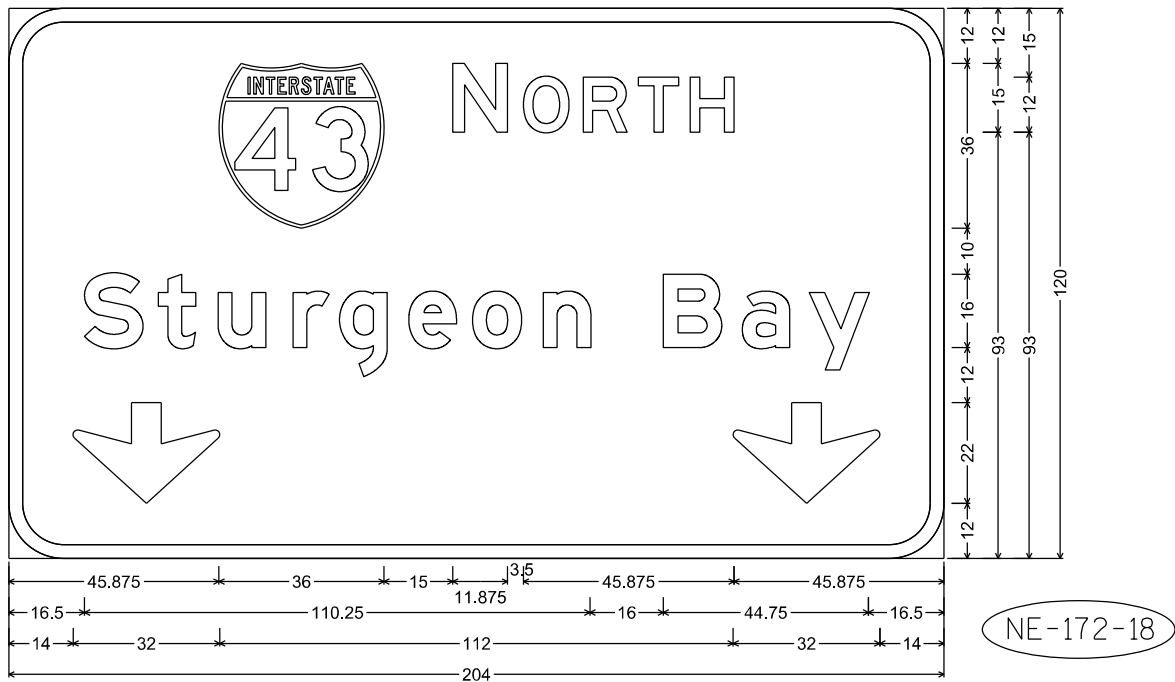 INTERSTATE
43 NORTH
Sturgeon Bay
12 36 10 16 12 22 12
12 15 93
15 12 93
120
45.875 36 15 11.875 3.5 45.875 45.875
16.5 110.25 16 44.75 16.5
14 32 112 32 14
204
NE-172-18